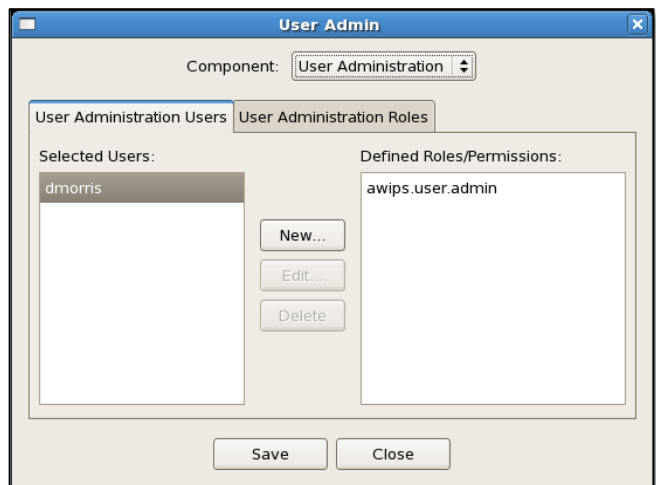 User Admin
Component: User Administration
User Administration Users User Administration Roles
Selected Users: Defined Roles/Permissions:
dmorris awips.user.admin
New...
Edit...
Delete
Save Close